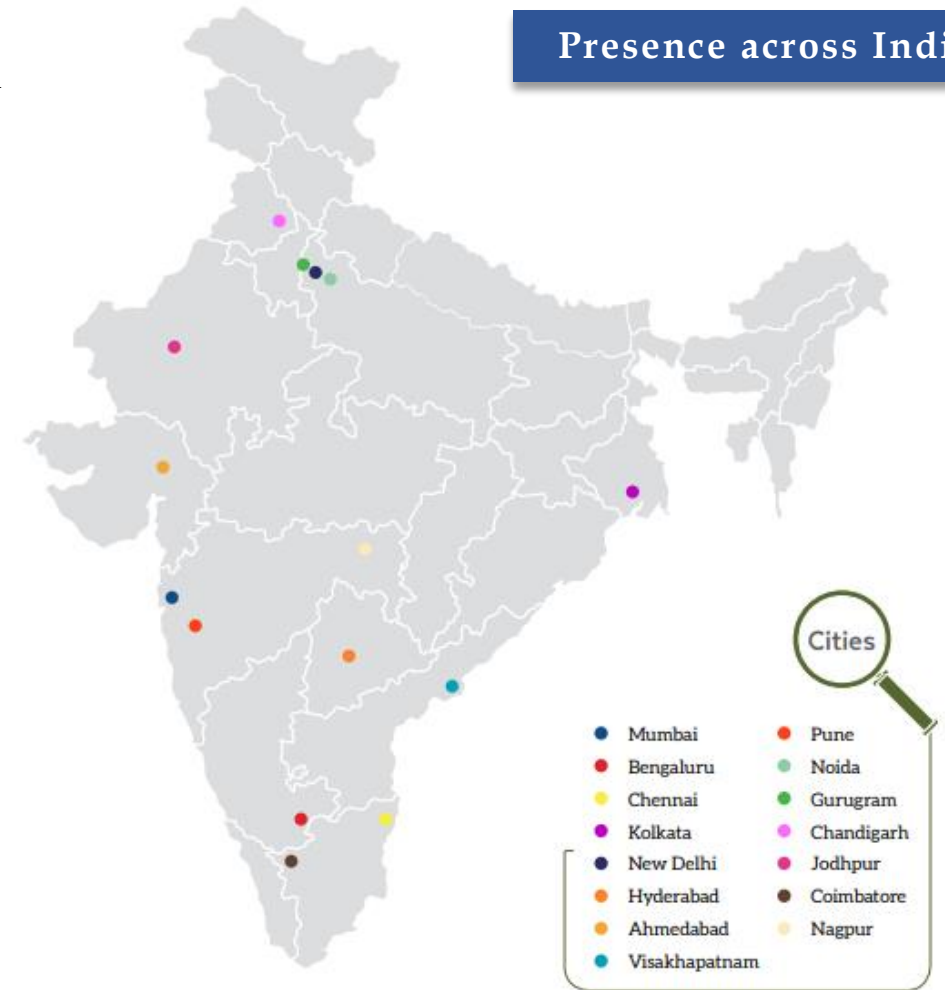 Presence across Indi
Cities
Mumbai
Bengaluru
Chennai
Kolkata
New Delhi
Hyderabad
Ahmedabad
Visakhapatnam
Pune
Noida
Gurugram
Chandigarh
Jodhpur
Coimbatore
Nagpur